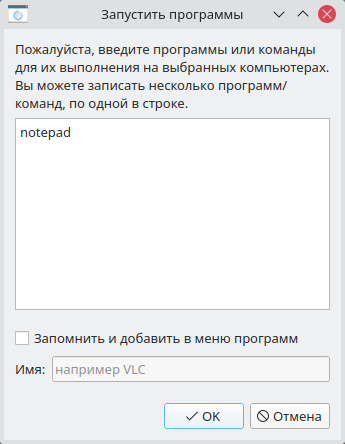 Запустить программы
Пожалуйста, введите программы или команды
для их выполнения на выбранных компьютерах.
Вы можете записать несколько программ/
команд, по одной в строке.
notepad
Запомнить и добавить в меню программ
Имя: например VLC
OK Отмена